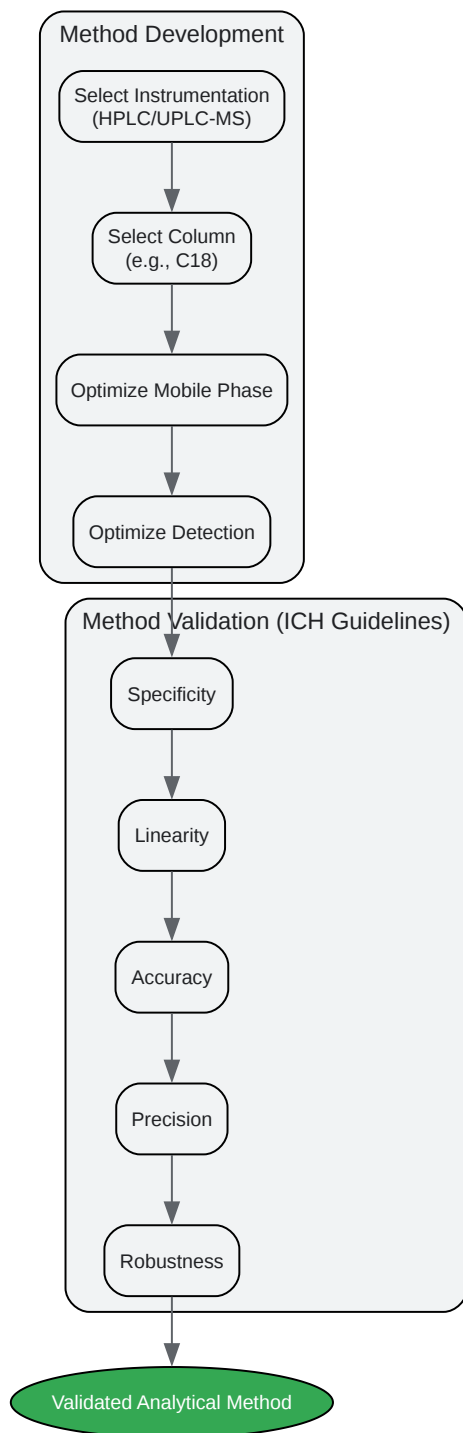 Method Development
Select Instrumentation
(HPLC/UPLC-MS)
Select Column
(e.g., C18)
Optimize Mobile Phase
Optimize Detection
Method Validation (ICH Guidelines)
Specificity
Linearity
Accuracy
Precision
Robustness
Validated Analytical Method